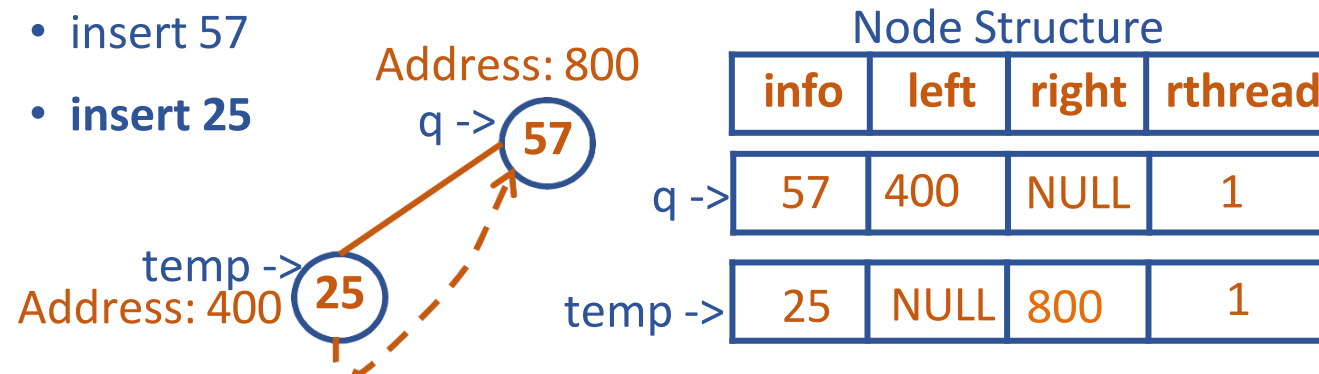 • insert 57
• insert 25
Address: 800
q ->
57
temp ->
Address: 400
25
Node Structure
info left right rthread
q -> 57 400 NULL 1
temp -> 25 NULL 800 1